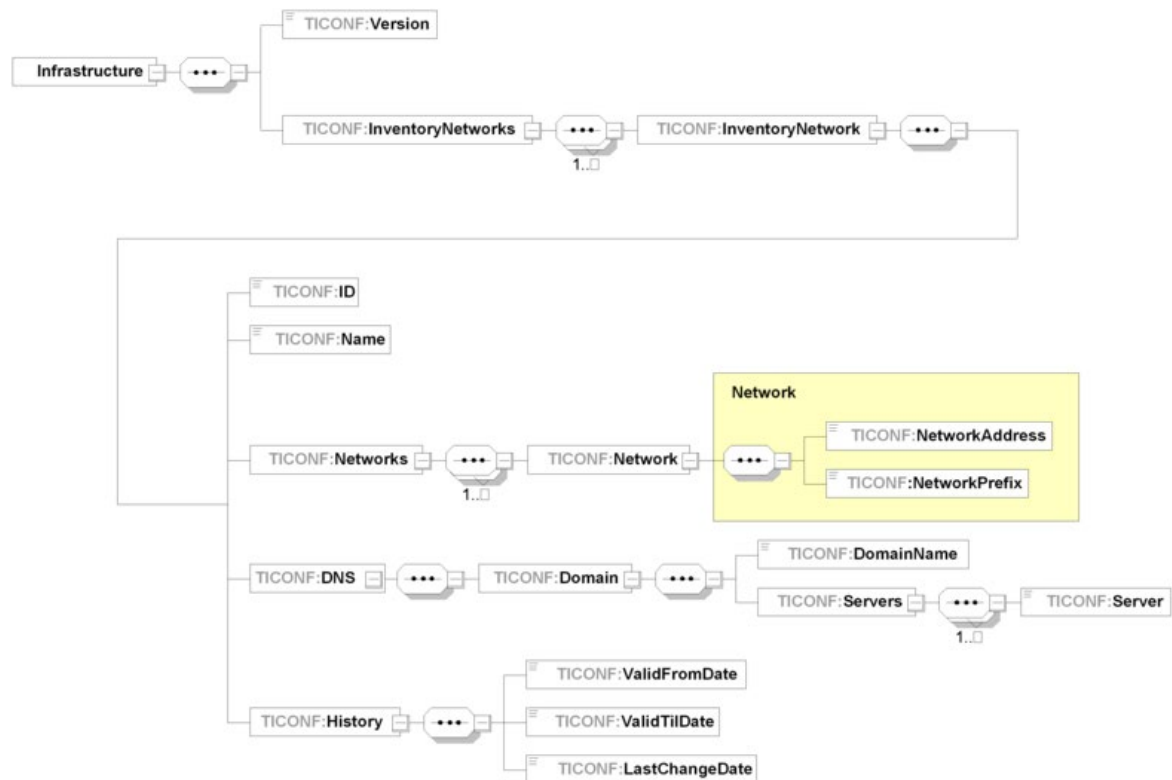 TICONF:Version
Infrastructure
TICONF:InventoryNetworks
TICONF:InventoryNetwork
1..□
TICONF:ID
TICONF:Name
Network
TICONF:NetworkAddress
TICONF:Networks
TICONF:Network
1..□
TICONF:NetworkPrefix
TICONF:DomainName
TICONF:DNS
TICONF:Domain
TICONF:Servers
TICONF:Server
1..□
TICONF:ValidFromDate
TICONF:History
TICONF:ValidTilDate
TICONF:LastChangeDate